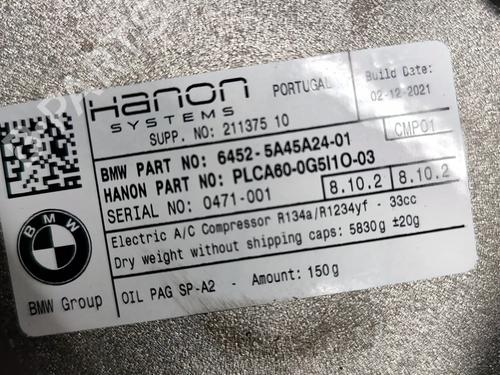 Hanon
SYSTEMS
PORTUGAL
Build Date:
02-12-2021
SUPP. NO: 211375 10
CMP01
BMW PART NO: 6452-5A45A24-01
HANON PART NO: PLCA60-0G5I1O-03
SERIAL NO: 0471-001
8.10.2
8.10.2
Electric A/C Compressor R134a/R1234yf - 33cc
Dry weight without shipping caps: 5830g ±20g
BMW
BMW Group
OIL PAG SP-A2 - Amount: 150g